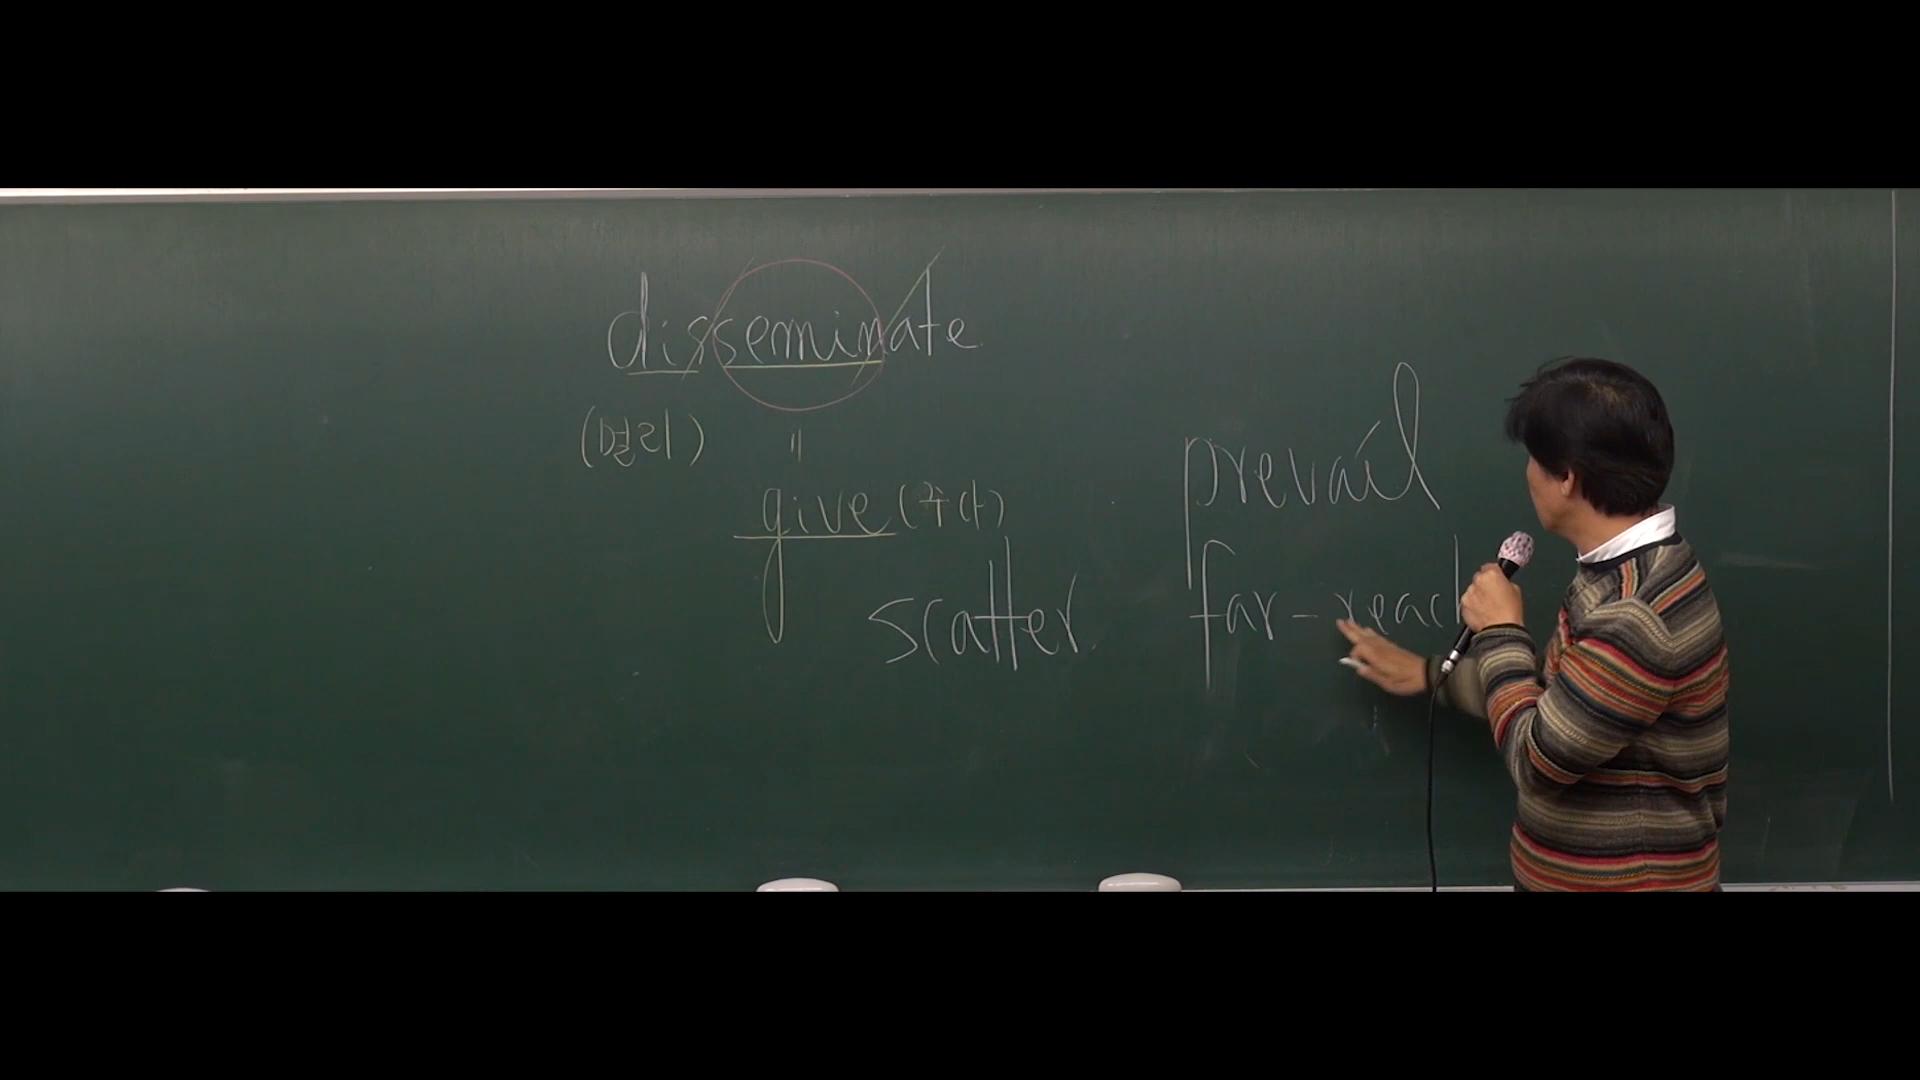 disseminate
(멀리)
=
give (주다)
scatter
prevail
far-reach